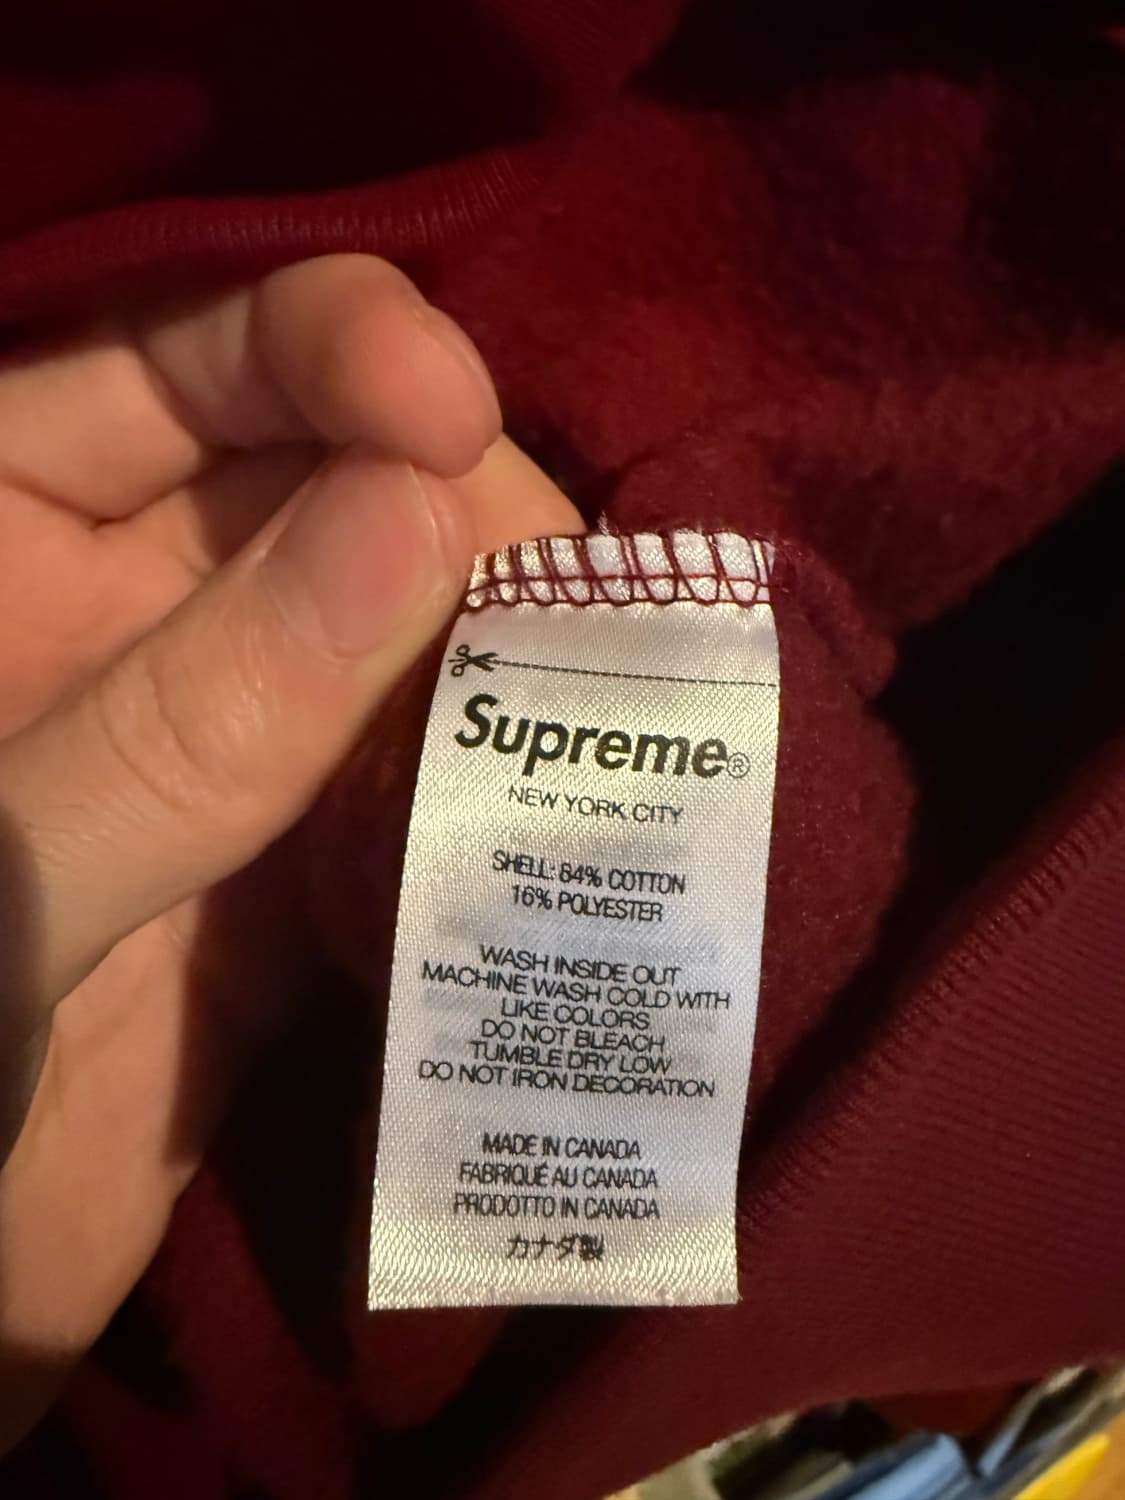 Supreme®
NEW YORK CITY
SHELL: 84% COTTON
16% POLYESTER
WASH INSIDE OUT
MACHINE WASH COLD WITH
LIKE COLORS
DO NOT BLEACH
TUMBLE DRY LOW
DO NOT IRON DECORATION
MADE IN CANADA
FABRIQUÉ AU CANADA
PRODOTTO IN CANADA
カナダ製